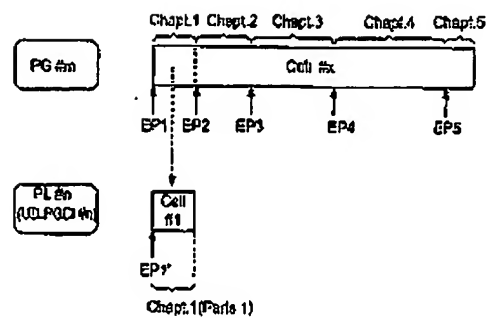 Chapt.1 Chapt.2 Chapt.3 Chapt.4 Chapt.5
PG #m
Cell #x
EP1 EP2 EP3 EP4 EP5
PL #n
(UD_PGCI #n)
Cell
#1
EP1'
Chapt.1(Parts 1)